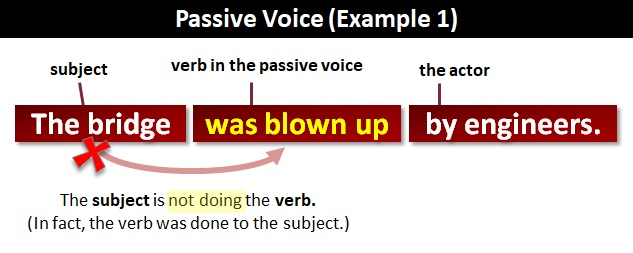 Passive Voice (Example 1)
subject
verb in the passive voice
the actor
The bridge
was blown up
by engineers.
The subject is not doing the verb.
(In fact, the verb was done to the subject.)